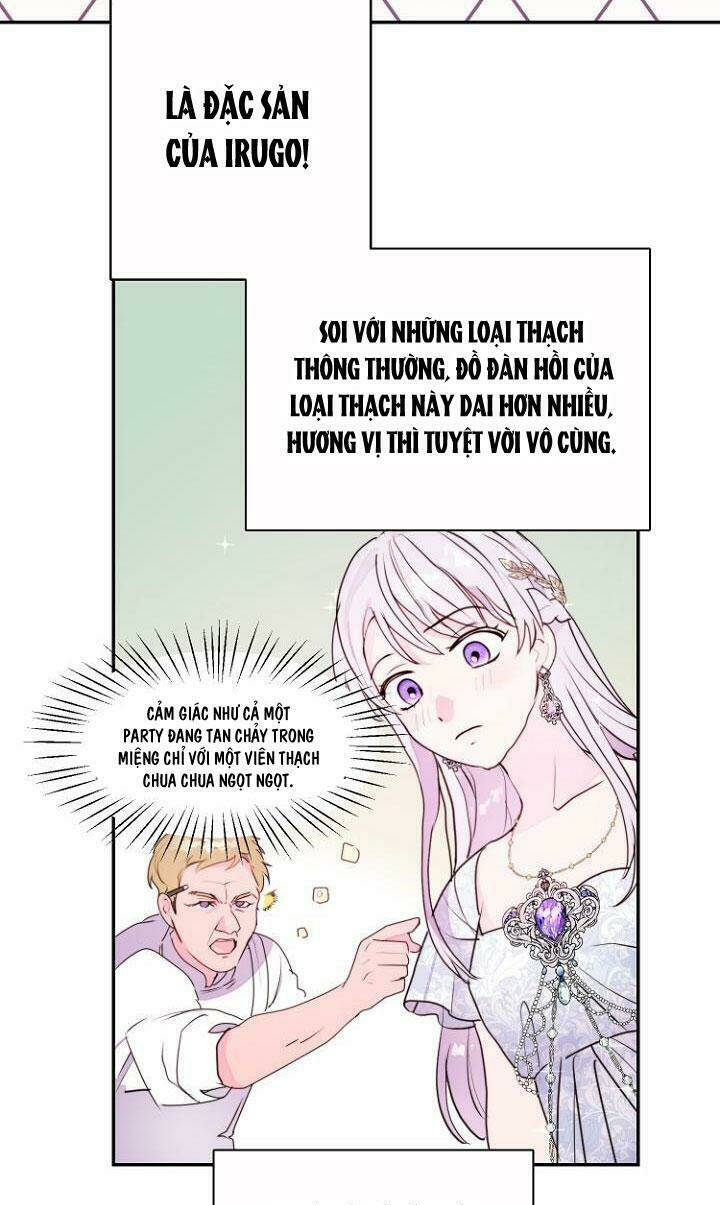 LÀ ĐẶC SẢN
CỦA IRUGO!
SOI VỚI NHỮNG LOẠI THẠCH
THÔNG THƯỜNG, ĐỒ ĐÀN HỒI CỦA
LOẠI THẠCH NÀY DAI HƠN NHIỀU,
HƯƠNG VỊ THÌ TUYỆT VỜI VÔ CÙNG.
CẢM GIÁC NHƯ CẢ MỘT
PARTY ĐANG TAN CHẢY TRONG
MIỆNG CHỈ VỚI MỘT VIÊN THẠCH
CHUA CHUA NGỌT NGỌT.